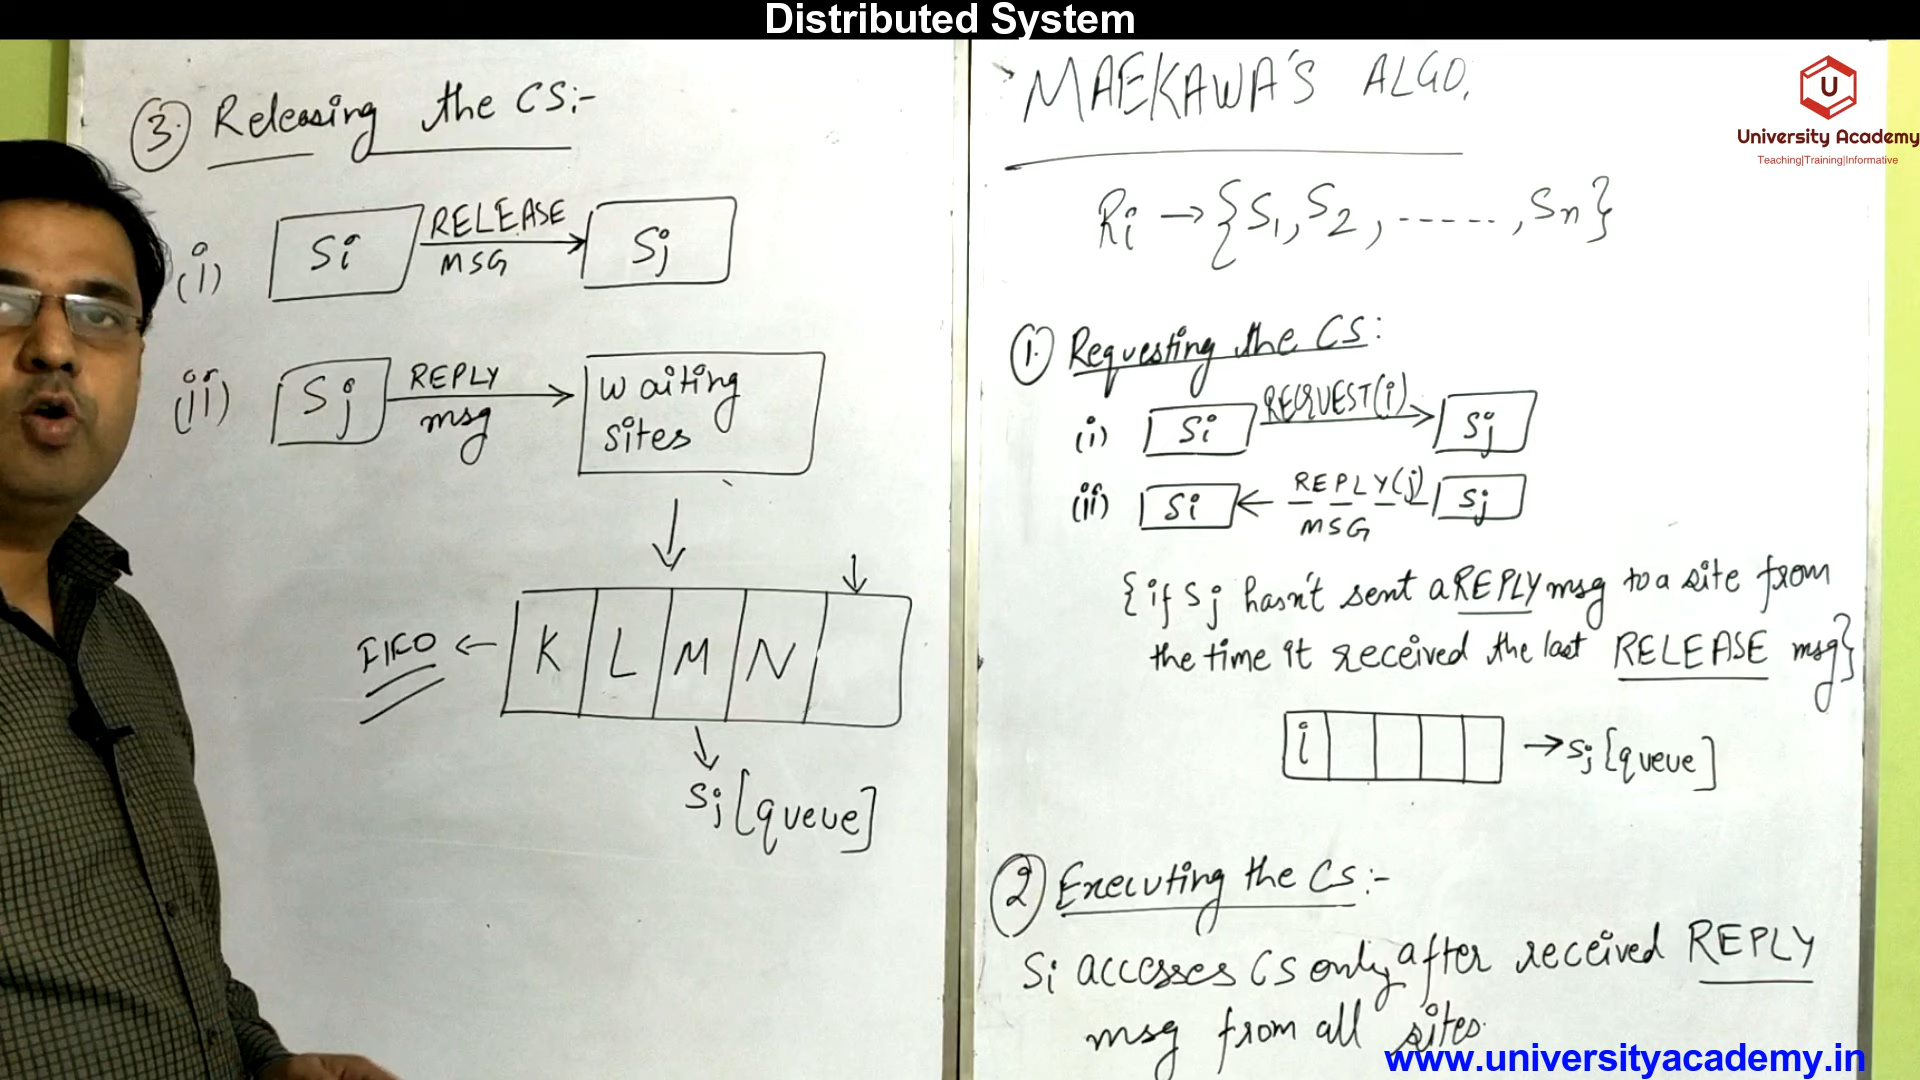 Distributed System
3. Releasing the CS:-
(i) Si RELEASE MSG Sj
(ii) Sj REPLY msg Waiting sites
FIFO ← K L M N
Sj [queue]
MAEKAWA'S ALGO.
Ri → {S1, S2, ------, Sn}
1. Requesting the CS:
(i) Si REQUEST(i) Sj
(ii) Si ← REPLY(j) MSG Sj
{if Sj hasn't sent a REPLY msg to a site from
the time it received the last RELEASE msg}
i → Sj [queue]
2 Executing the CS:-
Si accesses CS only after received REPLY
msg from all sites.
U
University Academy
Teaching|Training|Informative
www.universityacademy.in